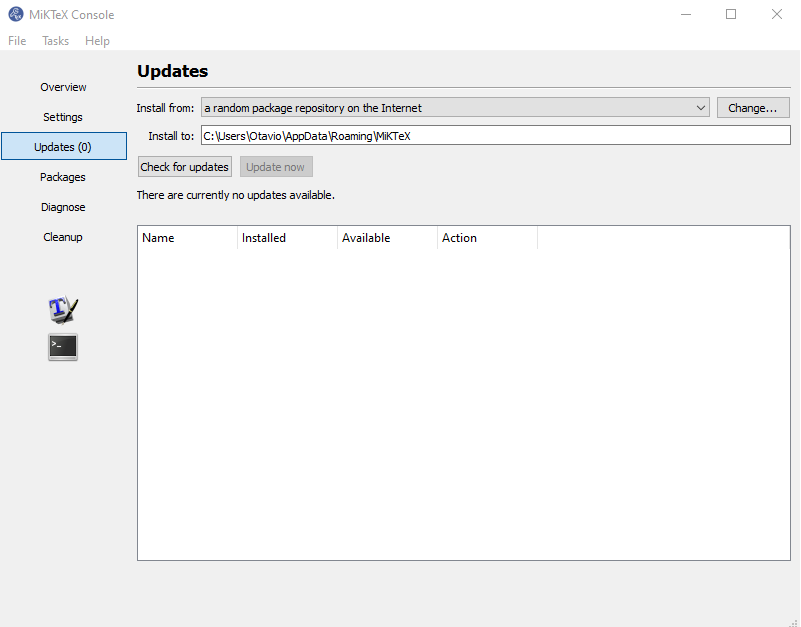 MiKTeX Console
File Tasks Help
Overview
Settings
Updates (0)
Packages
Diagnose
Cleanup
Updates
Install from: a random package repository on the Internet Change...
Install to: C:\Users\Otavio\AppData\Roaming\MiKTeX
Check for updates Update now
There are currently no updates available.
Name Installed Available Action